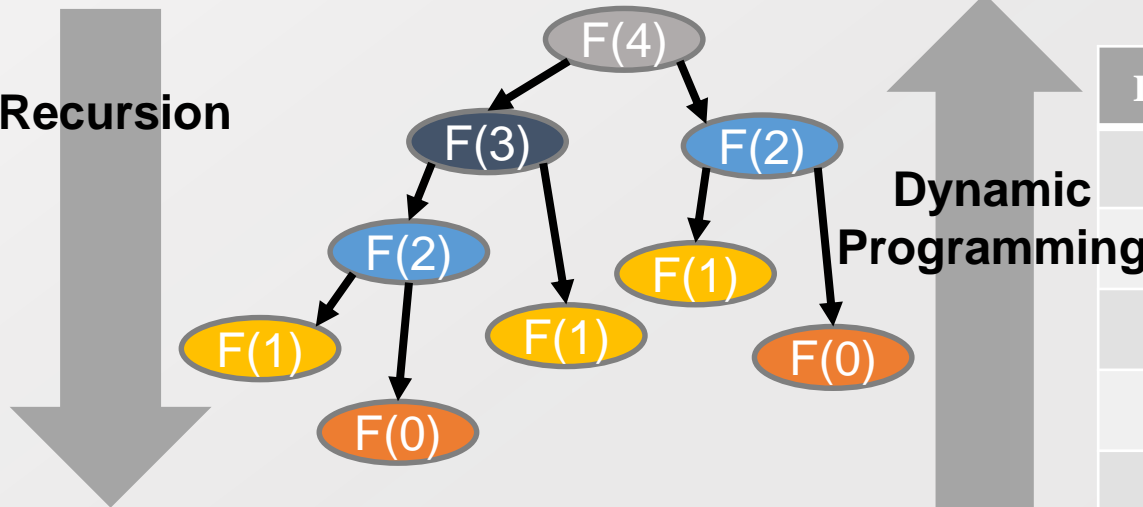 F(4)
Recursion
F(3)
F(2)
Dynamic
Programming
F(2)
F(1)
F(1)
F(1)
F(0)
F(0)